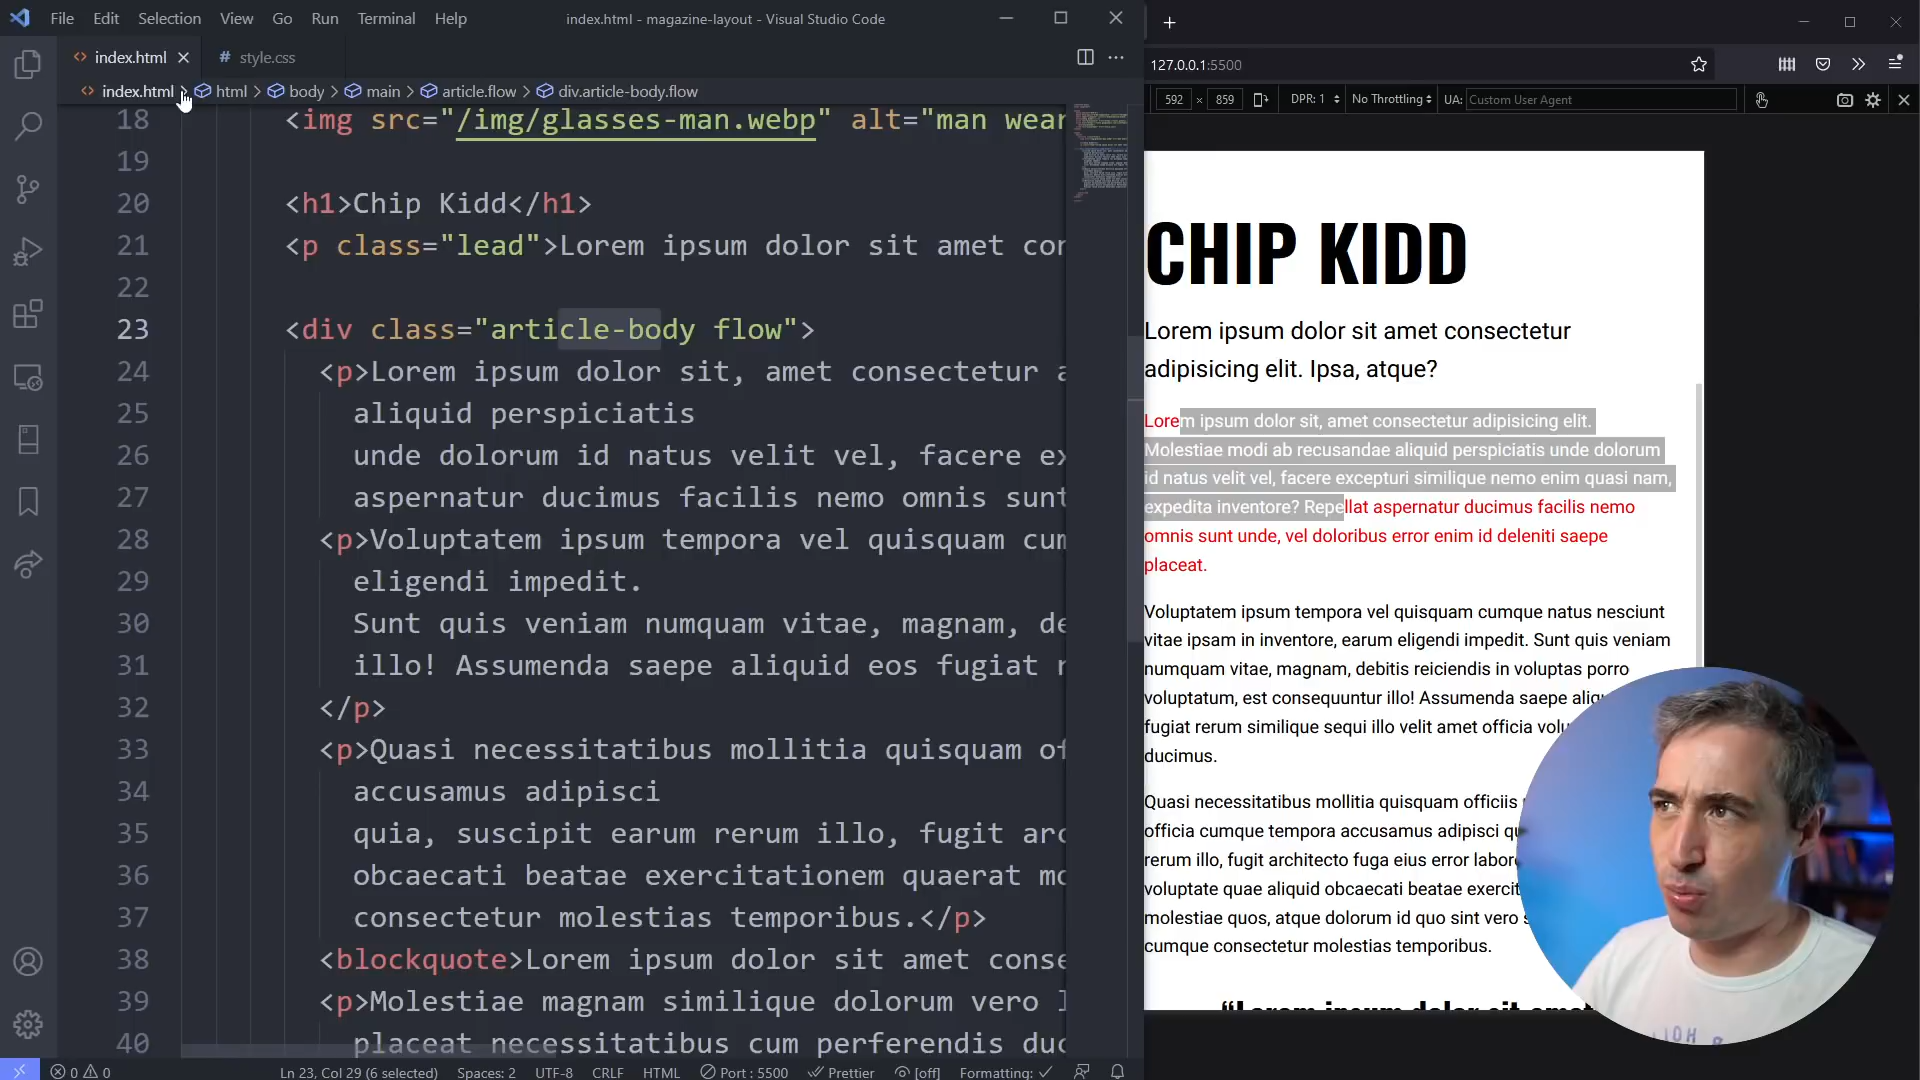 File Edit Selection View Go Run Terminal Help
index.html - magazine-layout - Visual Studio Code
index.html
# style.css
index.html > html > body > main > article.flow > div.article-body.flow
18 <img src="/img/glasses-man.webp" alt="man wear
19
20 <h1>Chip Kidd</h1>
21 <p class="lead">Lorem ipsum dolor sit amet con
22
23 <div class="article-body flow">
24 <p>Lorem ipsum dolor sit, amet consectetur a
25 aliquid perspiciatis
26 unde dolorum id natus velit vel, facere ex
27 aspernatur ducimus facilis nemo omnis sunt
28 <p>Voluptatem ipsum tempora vel quisquam cum
29 eligendi impedit.
30 Sunt quis veniam numquam vitae, magnam, de
31 illo! Assumenda saepe aliquid eos fugiat r
32 </p>
33 <p>Quasi necessitatibus mollitia quisquam of
34 accusamus adipisci
35 quia, suscipit earum rerum illo, fugit arc
36 obcaecati beatae exercitationem quaerat mo
37 consectetur molestias temporibus.</p>
38 <blockquote>Lorem ipsum dolor sit amet conse
39 <p>Molestiae magnam similique dolorum vero l
40 placeat necessitatibus cum perferendis duc
0 0 Ln 23, Col 29 (6 selected) Spaces: 2 UTF-8 CRLF HTML Port : 5500 Prettier [off] Formatting:
127.0.0.1:5500
592 × 859 DPR: 1 No Throttling UA: Custom User Agent
CHIP KIDD
Lorem ipsum dolor sit amet consectetur
adipisicing elit. Ipsa, atque?
Lorem ipsum dolor sit, amet consectetur adipisicing elit.
Molestiae modi ab recusandae aliquid perspiciatis unde dolorum
id natus velit vel, facere excepturi similique nemo enim quasi nam,
expedita inventore? Repellat aspernatur ducimus facilis nemo
omnis sunt unde, vel doloribus error enim id deleniti saepe
placeat.
Voluptatem ipsum tempora vel quisquam cumque natus nesciunt
vitae ipsam in inventore, earum eligendi impedit. Sunt quis veniam
numquam vitae, magnam, debitis reiciendis in voluptas porro
voluptatum, est consequuntur illo! Assumenda saepe aliqu
fugiat rerum similique sequi illo velit amet officia volu
ducimus.
Quasi necessitatibus mollitia quisquam officiis
officia cumque tempora accusamus adipisci qu
rerum illo, fugit architecto fuga eius error labore
voluptate quae aliquid obcaecati beatae exercit
molestiae quos, atque dolorum id quo sint vero s
cumque consectetur molestias temporibus.
“Lorem ipsum dolor sit amet